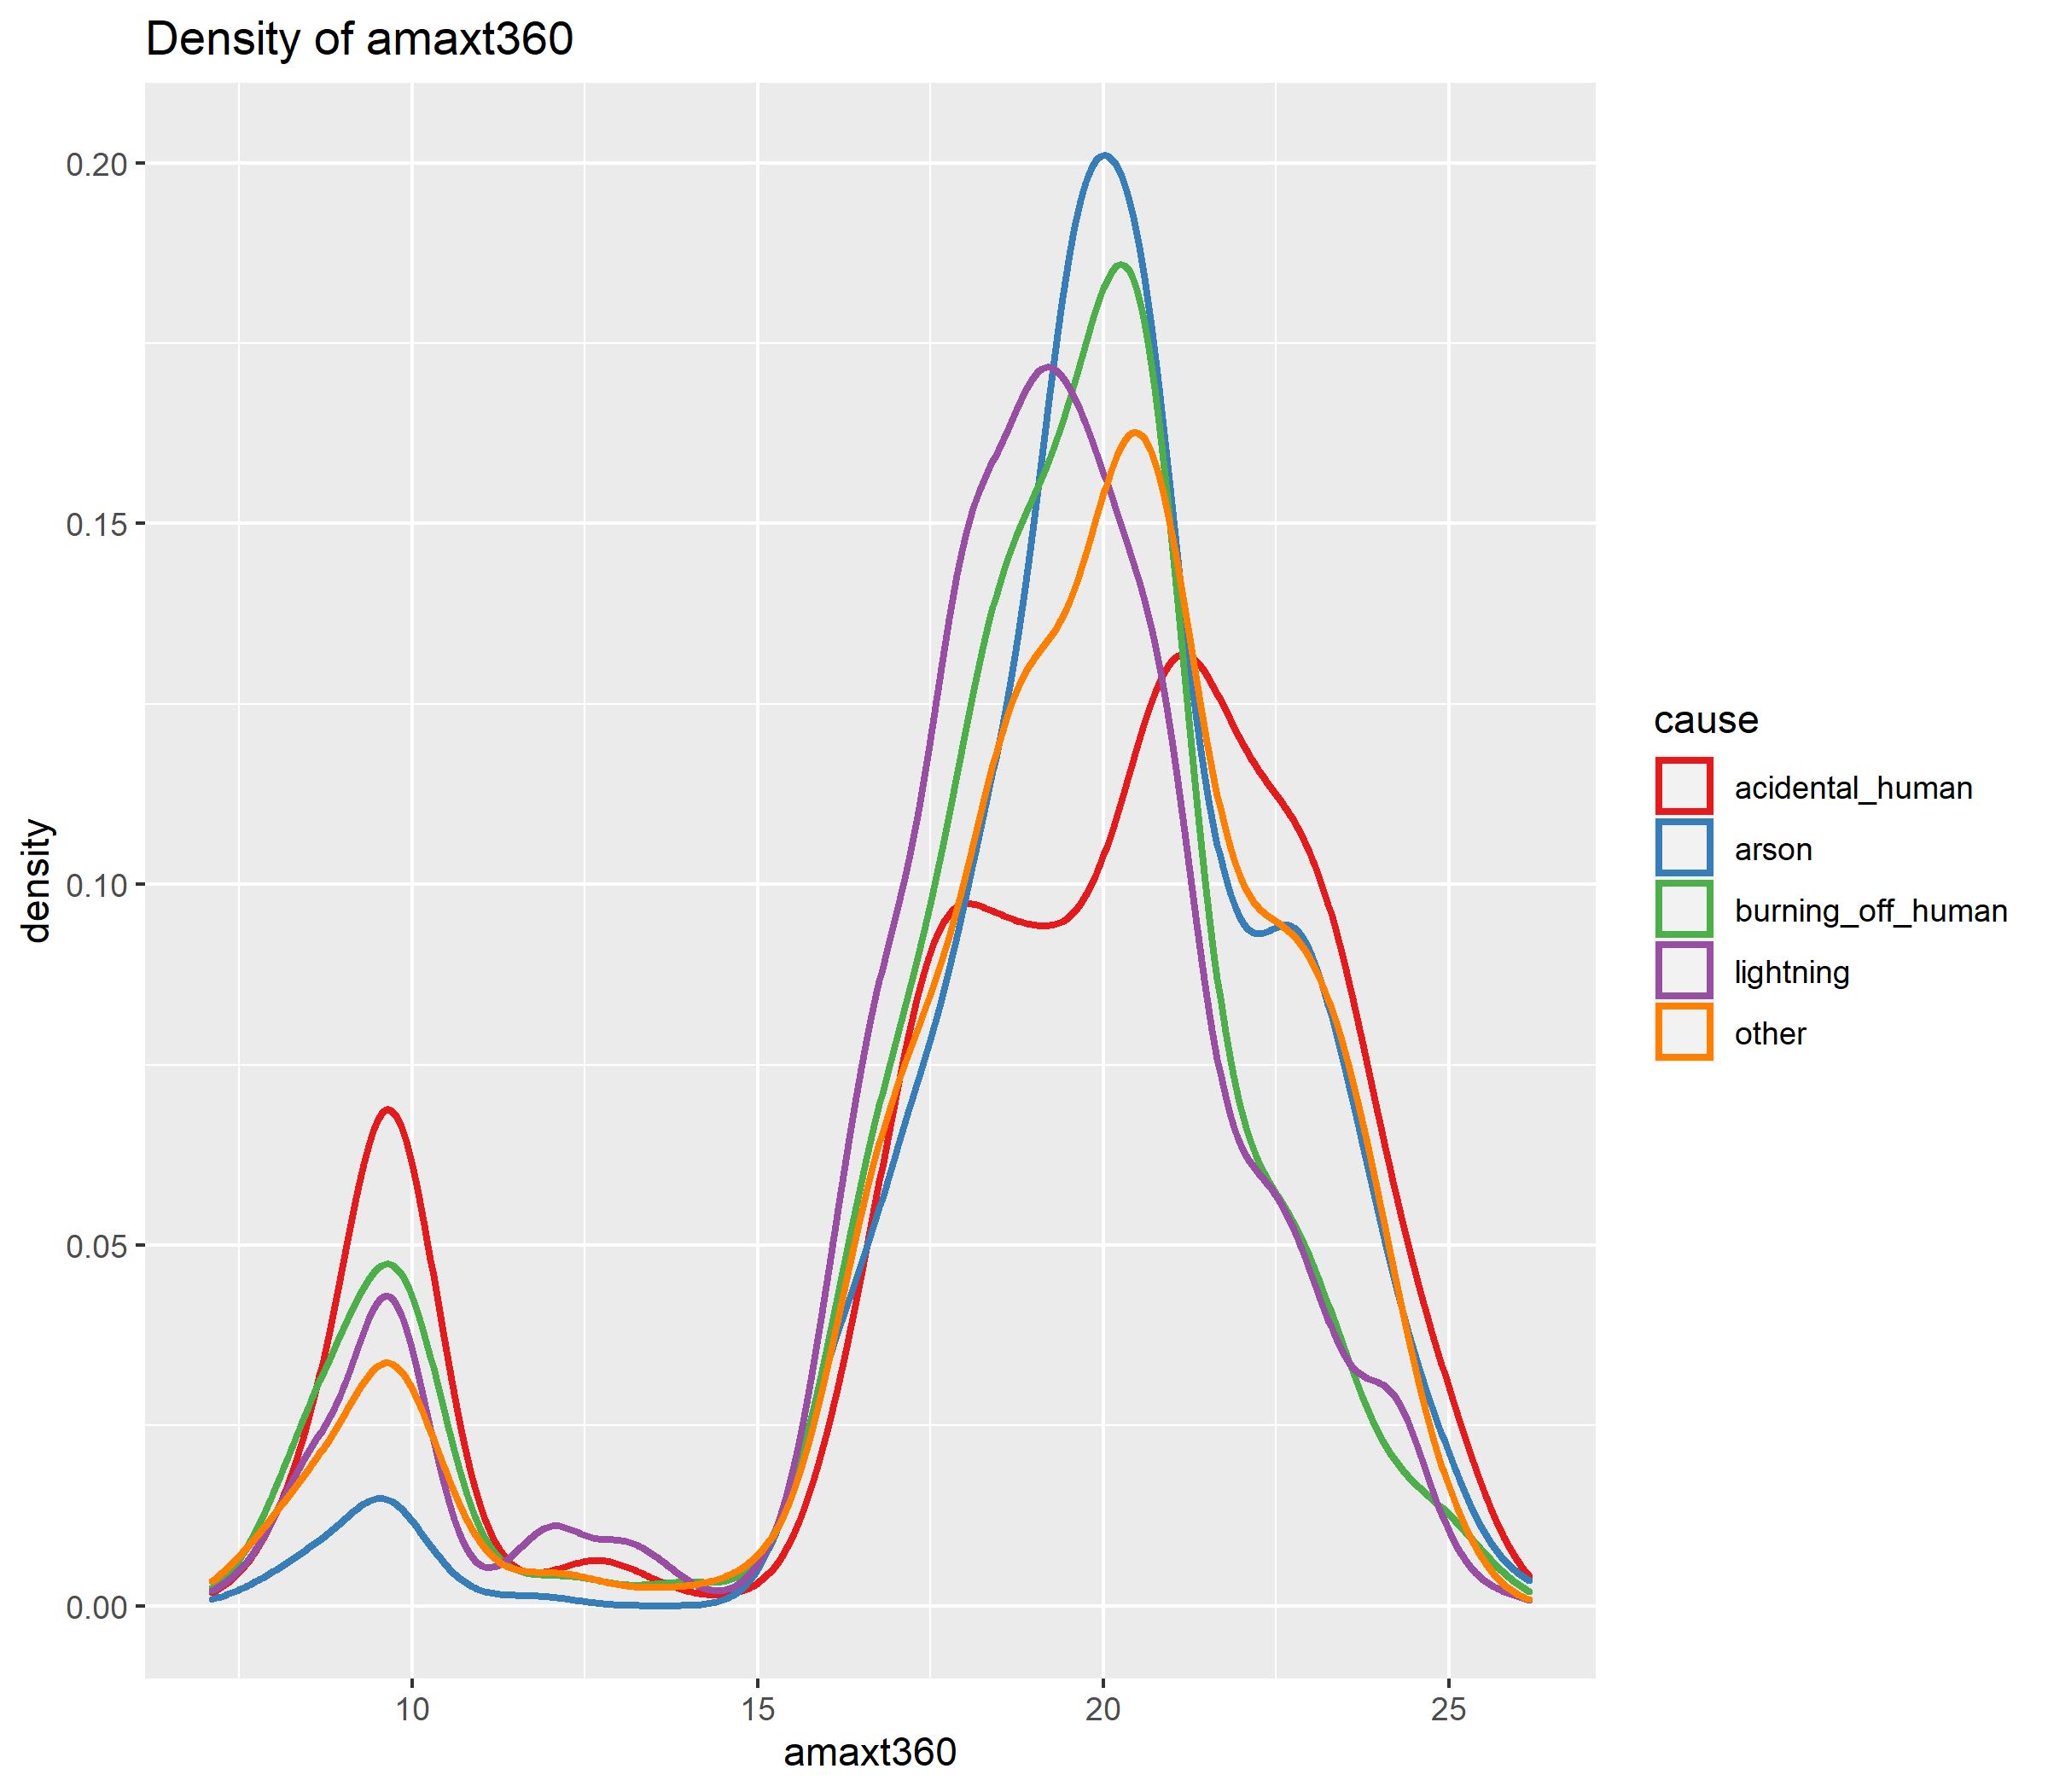 Density of amaxt360
0.20
0.15
0.10
0.05
0.00
density
10 15 20 25
amaxt360
cause
acidental_human
arson
burning_off_human
lightning
other